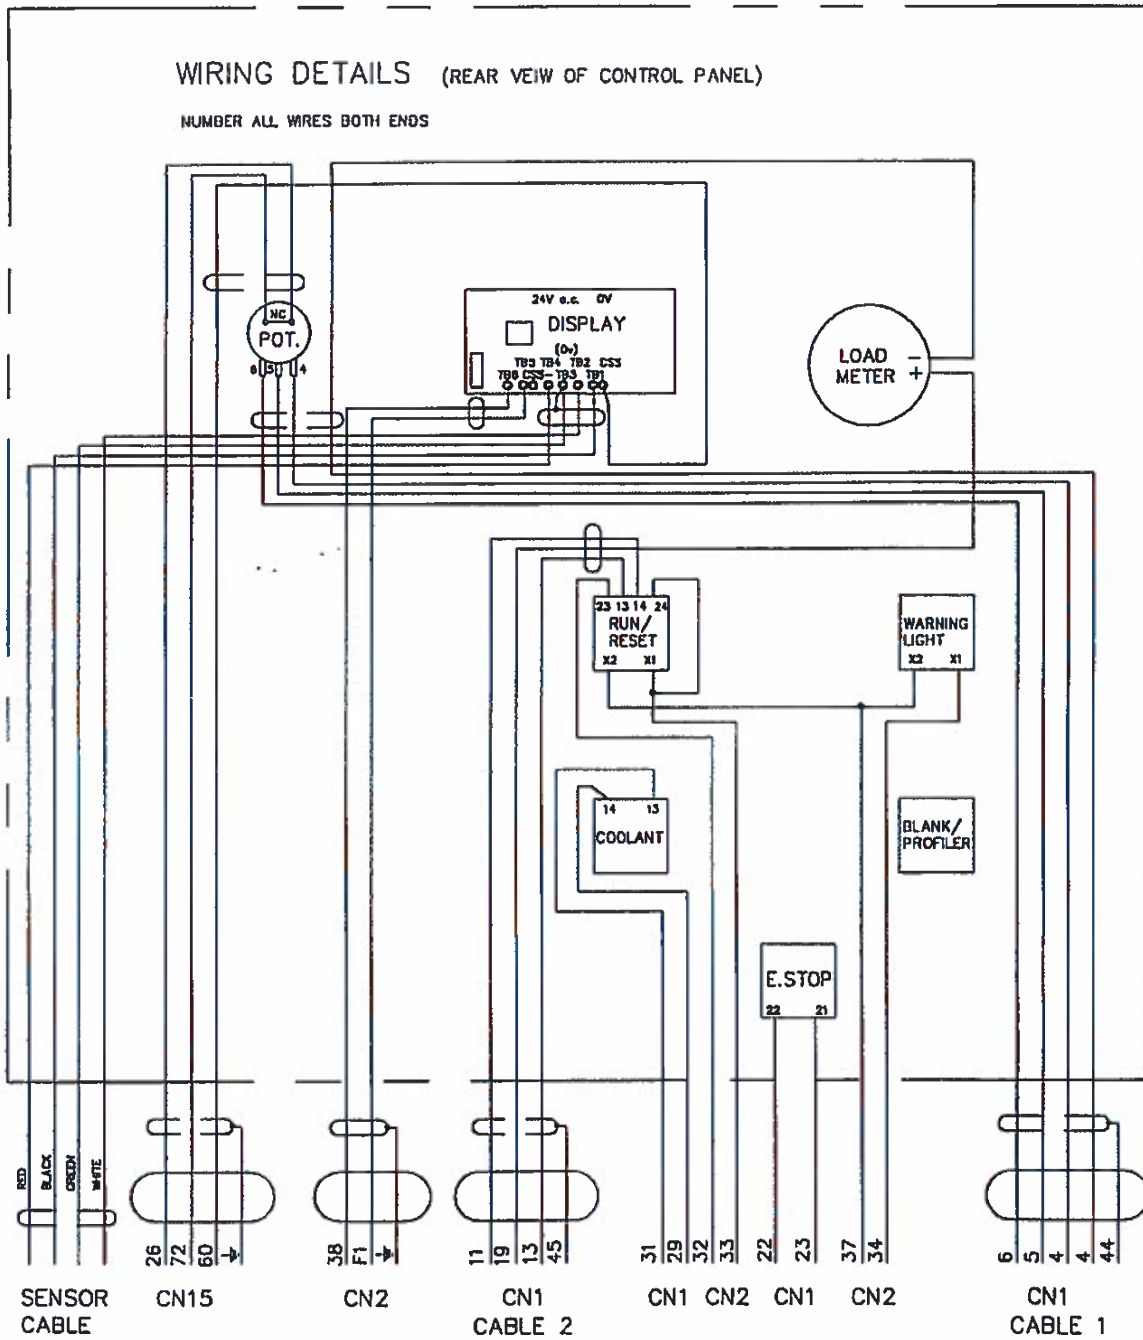 WIRING DETAILS (REAR VEIW OF CONTROL PANEL)
NUMBER ALL WIRES BOTH ENDS
NC
POT.
6 5 4
24V a.c. 0V
DISPLAY
(0v)
TB5 TB4 TB2 CS3
TB6 CS3- TB3 TB1
LOAD
METER
-
+
23 13 14 24
RUN/
RESET
X2 X1
WARNING
LIGHT
X2 X1
14 13
COOLANT
BLANK/
PROFILER
E.STOP
22 21
RED
BLACK
GREEN
WHITE
26
72
60
38
F1
11
19
13
45
31
29
32
33
22
23
37
34
6
5
4
4
44
SENSOR
CABLE
CN15
CN2
CN1
CABLE 2
CN1 CN2 CN1
CN2
CN1
CABLE 1